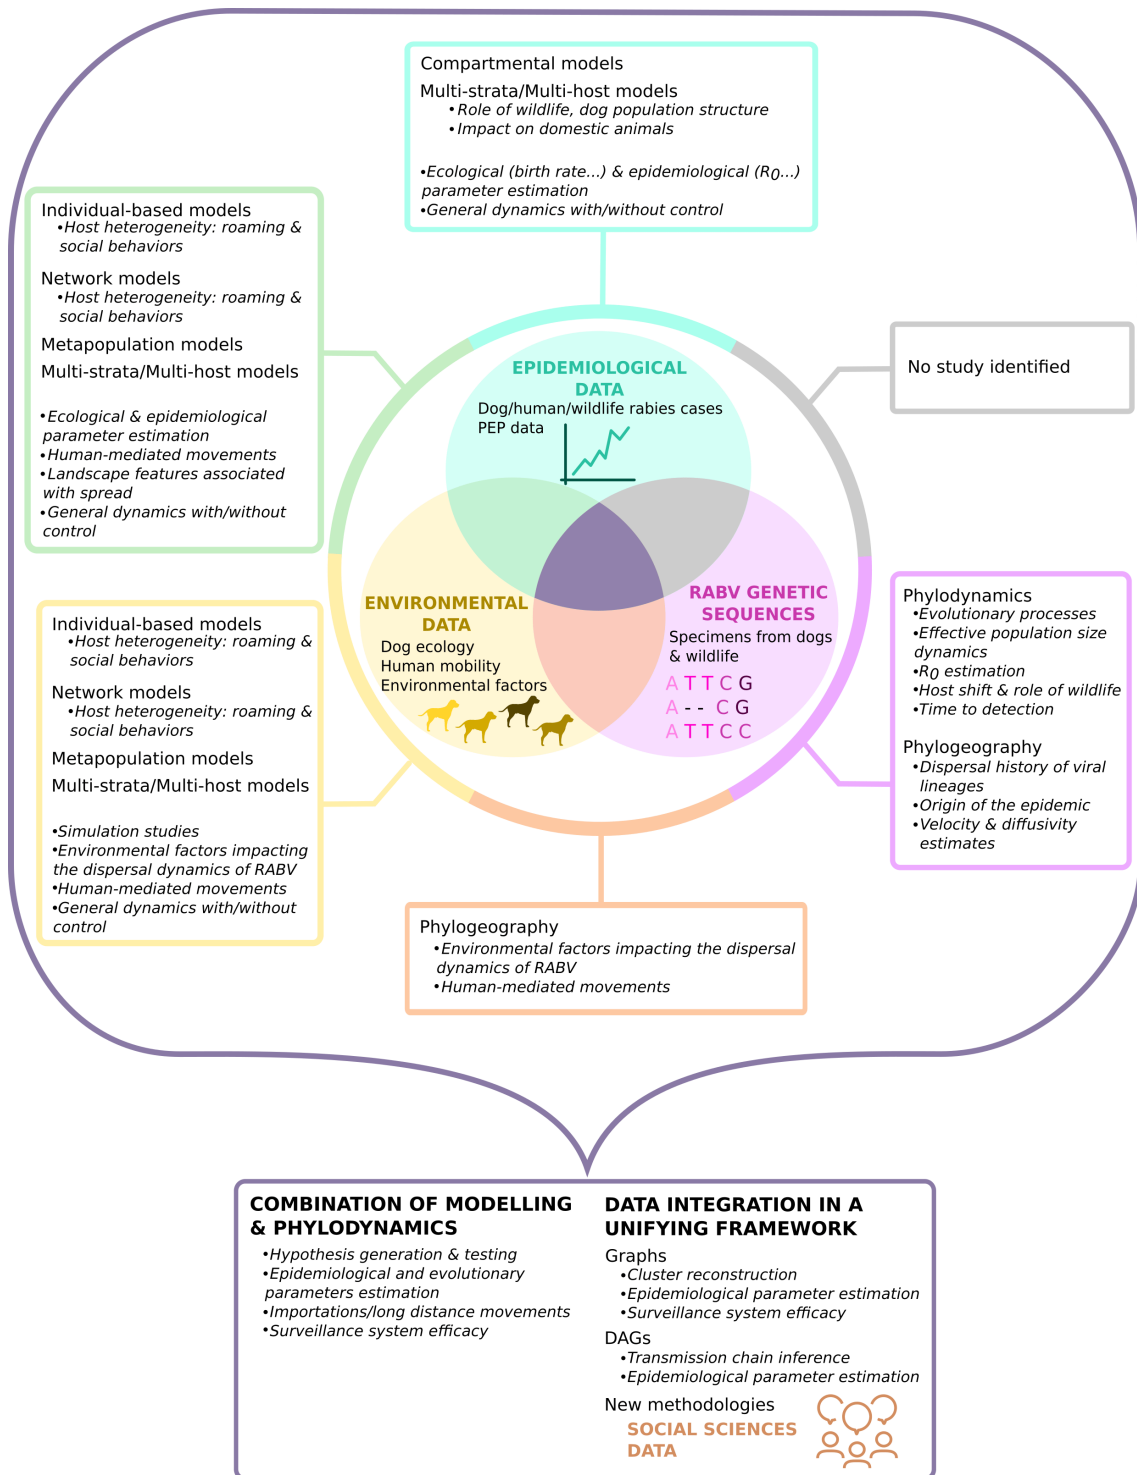 Compartmental models
Multi-strata/Multi-host models
•Role of wildlife, dog population structure
•Impact on domestic animals
•Ecological (birth rate...) & epidemiological (R0...)
parameter estimation
•General dynamics with/without control
Individual-based models
•Host heterogeneity: roaming &
social behaviors
Network models
•Host heterogeneity: roaming &
social behaviors
Metapopulation models
Multi-strata/Multi-host models
•Ecological & epidemiological
parameter estimation
•Human-mediated movements
•Landscape features associated
with spread
•General dynamics with/without
control
No study identified
EPIDEMIOLOGICAL
DATA
Dog/human/wildlife rabies cases
PEP data
ENVIRONMENTAL
DATA
Dog ecology
Human mobility
Environmental factors
RABV GENETIC
SEQUENCES
Specimens from dogs
& wildlife
A T T C G
A - - C G
A T T C C
Individual-based models
•Host heterogeneity: roaming &
social behaviors
Network models
•Host heterogeneity: roaming &
social behaviors
Metapopulation models
Multi-strata/Multi-host models
•Simulation studies
•Environmental factors impacting
the dispersal dynamics of RABV
•Human-mediated movements
•General dynamics with/without
control
Phylodynamics
•Evolutionary processes
•Effective population size
dynamics
•R0 estimation
•Host shift & role of wildlife
•Time to detection
Phylogeography
•Dispersal history of viral
lineages
•Origin of the epidemic
•Velocity & diffusivity
estimates
Phylogeography
•Environmental factors impacting the dispersal
dynamics of RABV
•Human-mediated movements
COMBINATION OF MODELLING
& PHYLODYNAMICS
•Hypothesis generation & testing
•Epidemiological and evolutionary
parameters estimation
•Importations/long distance movements
•Surveillance system efficacy
DATA INTEGRATION IN A
UNIFYING FRAMEWORK
Graphs
•Cluster reconstruction
•Epidemiological parameter estimation
•Surveillance system efficacy
DAGs
•Transmission chain inference
•Epidemiological parameter estimation
New methodologies
SOCIAL SCIENCES
DATA